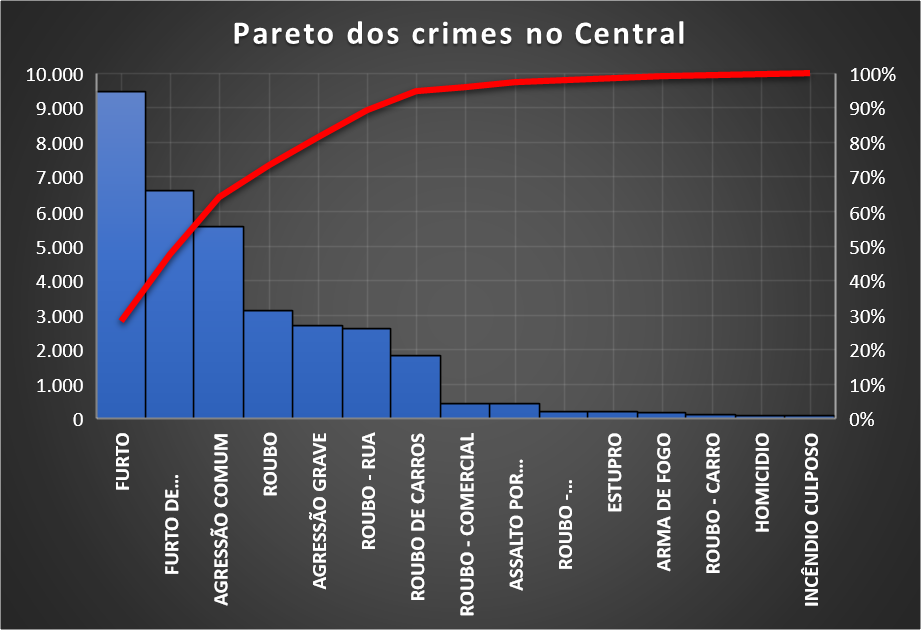 Pareto dos crimes no Central
10.000
9.000
8.000
7.000
6.000
5.000
4.000
3.000
2.000
1.000
0
100%
90%
80%
70%
60%
50%
40%
30%
20%
10%
0%
FURTO
FURTO DE...
AGRESSÃO COMUM
ROUBO
AGRESSÃO GRAVE
ROUBO - RUA
ROUBO DE CARROS
ROUBO - COMERCIAL
ASSALTO POR...
ROUBO -...
ESTUPRO
ARMA DE FOGO
ROUBO - CARRO
HOMICIDIO
INCÊNDIO CULPOSO